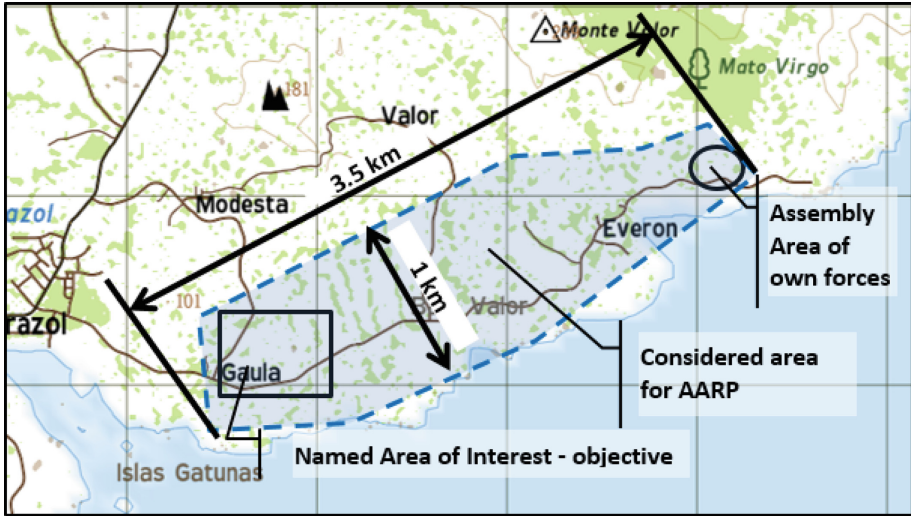 Monte Valor
Mato Virgo
181
Valor
3.5 km
Modesta
azol
Assembly
Area of
own forces
Everon
1 km
101
Valor
razol
Gaula
Considered area
for AARP
Named Area of Interest - objective
Islas Gatunas